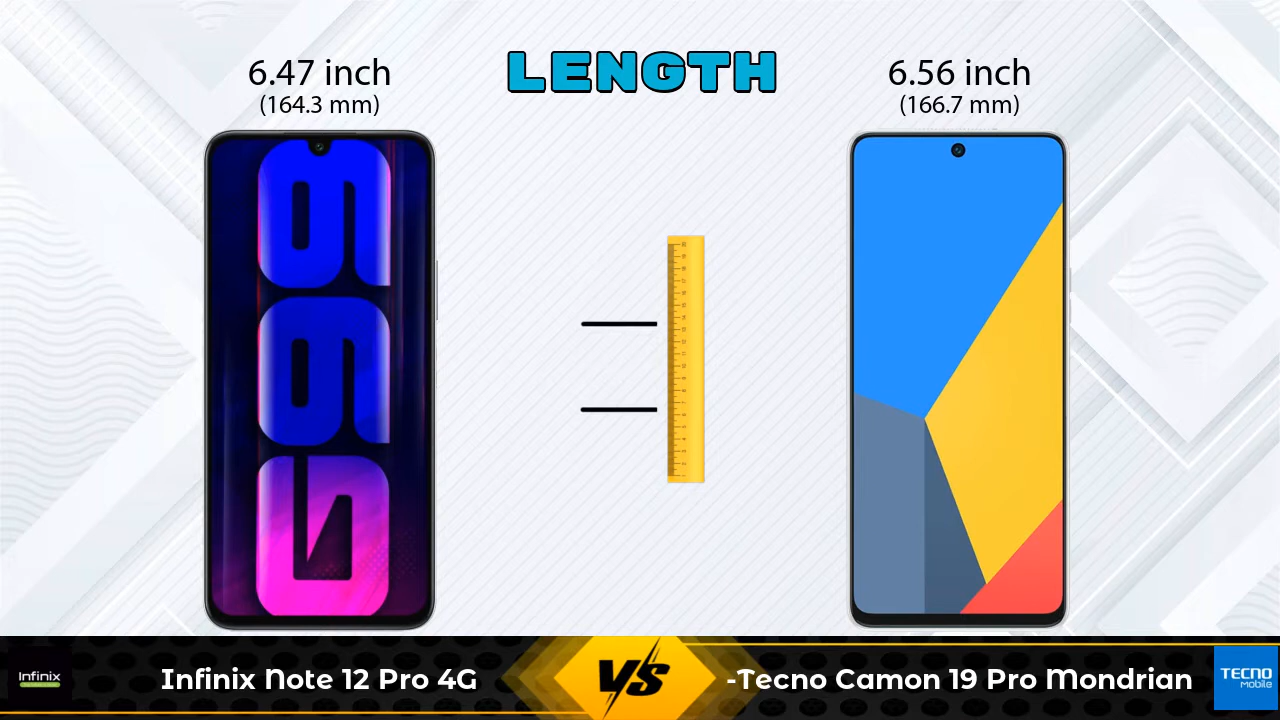 LENGTH
6.47 inch
(164.3 mm)
6.56 inch
(166.7 mm)
G99
Infinix
Infinix Note 12 Pro 4G
VS
-Tecno Camon 19 Pro Mondrian
TECNO
mobile